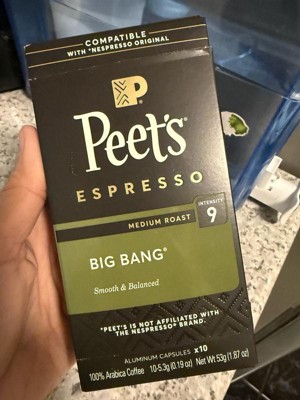 COMPATIBLE
WITH *NESPRESSO ORIGINAL
P
Peet's®
ESPRESSO
INTENSITY
MEDIUM ROAST 9
BIG BANG®
Smooth & Balanced
*PEET'S IS NOT AFFILIATED WITH
THE NESPRESSO® BRAND.
ALUMINUM CAPSULES x10
100% Arabica Coffee 10-5.3g (0.19 oz) Net Wt 53g (1.87 oz)